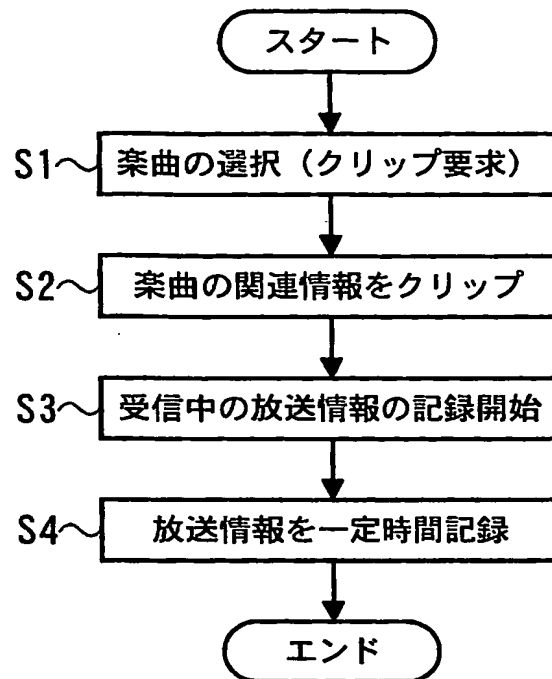 スタート
S1 楽曲の選択（クリップ要求）
S2 楽曲の関連情報をクリップ
S3 受信中の放送情報の記録開始
S4 放送情報を一定時間記録
エンド